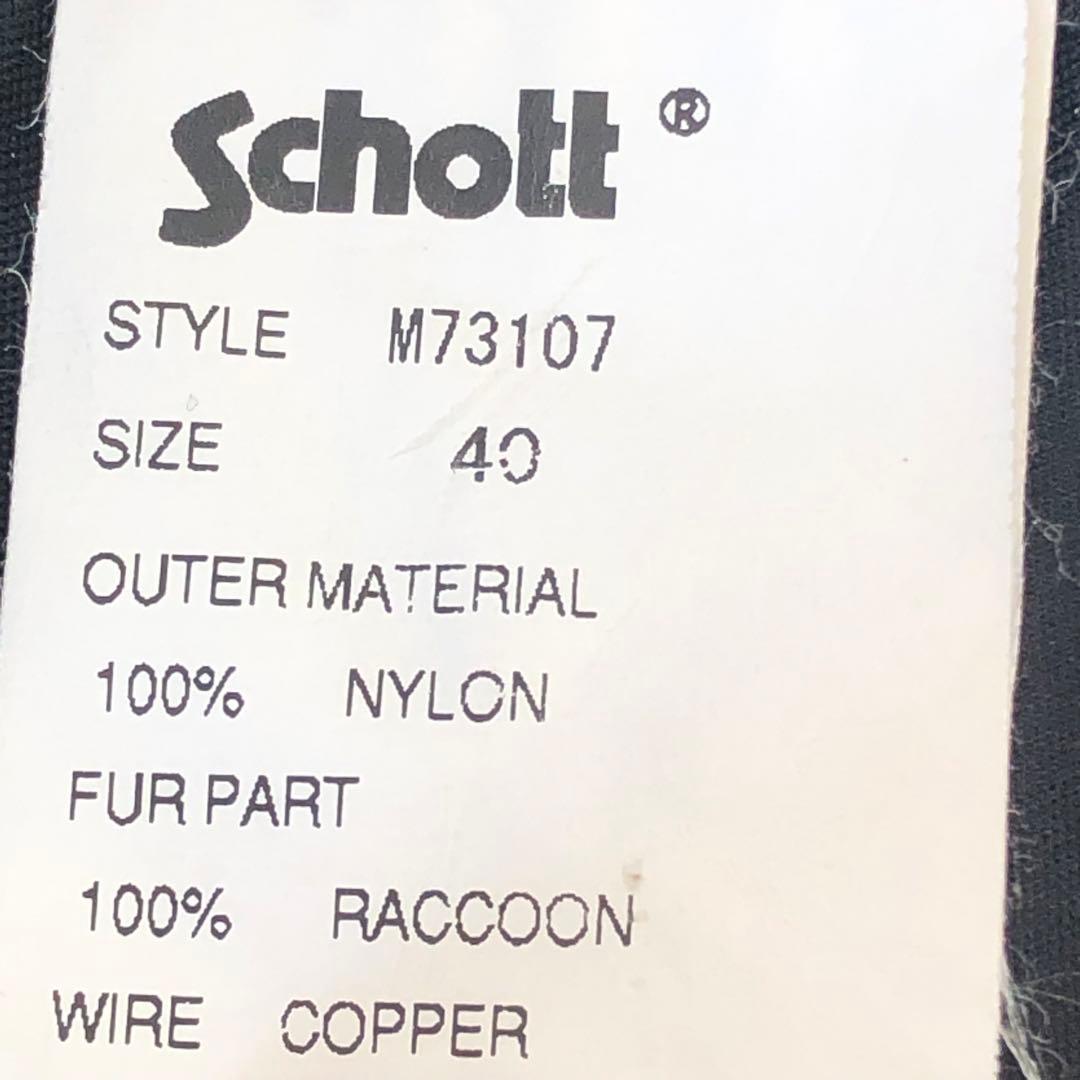 Schott ®
STYLE M73107
SIZE 40
OUTER MATERIAL
100% NYLON
FUR PART
100% RACCOON
WIRE COPPER